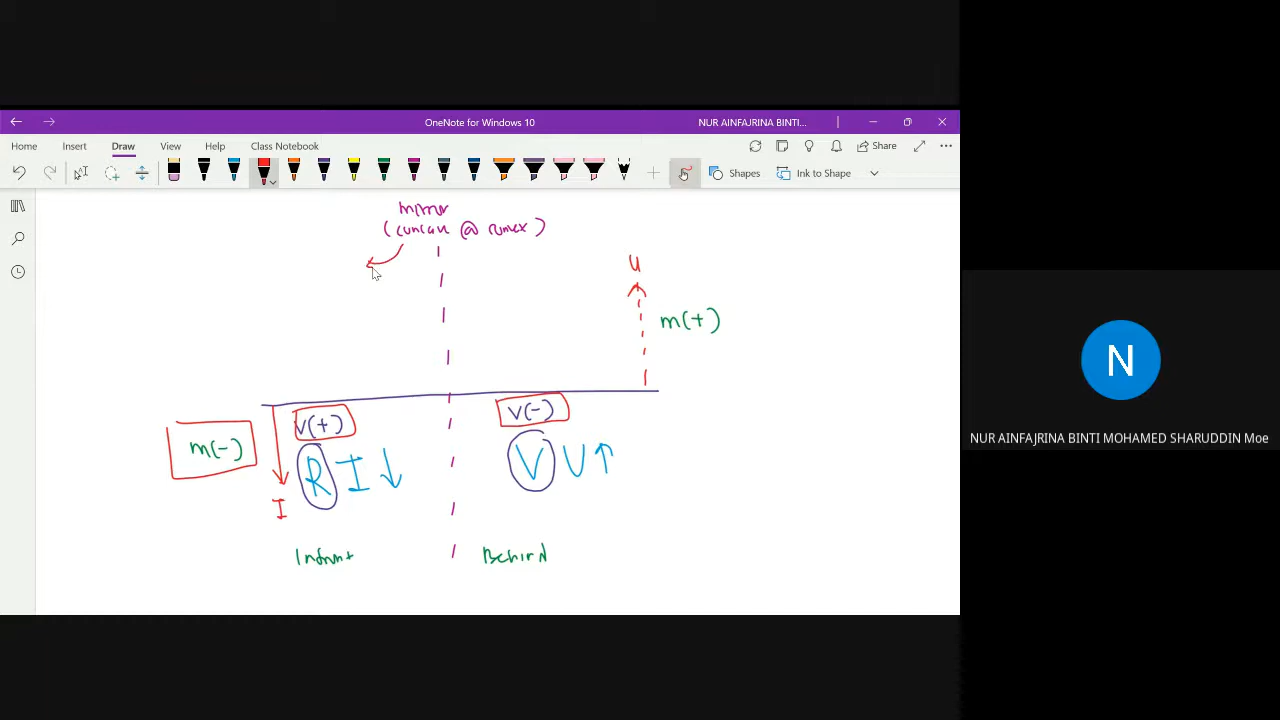 OneNote for Windows 10
NUR AINFAJRINA BINTI...
Home Insert Draw View Help Class Notebook
Share
Shapes
Ink to Shape
mirror
(concave @ convex)
U
m(+)
v(+)
v(-)
m(-)
R I ↓
V U ↑
I
Infront
Behind
N
NUR AINFAJRINA BINTI MOHAMED SHARUDDIN Moe